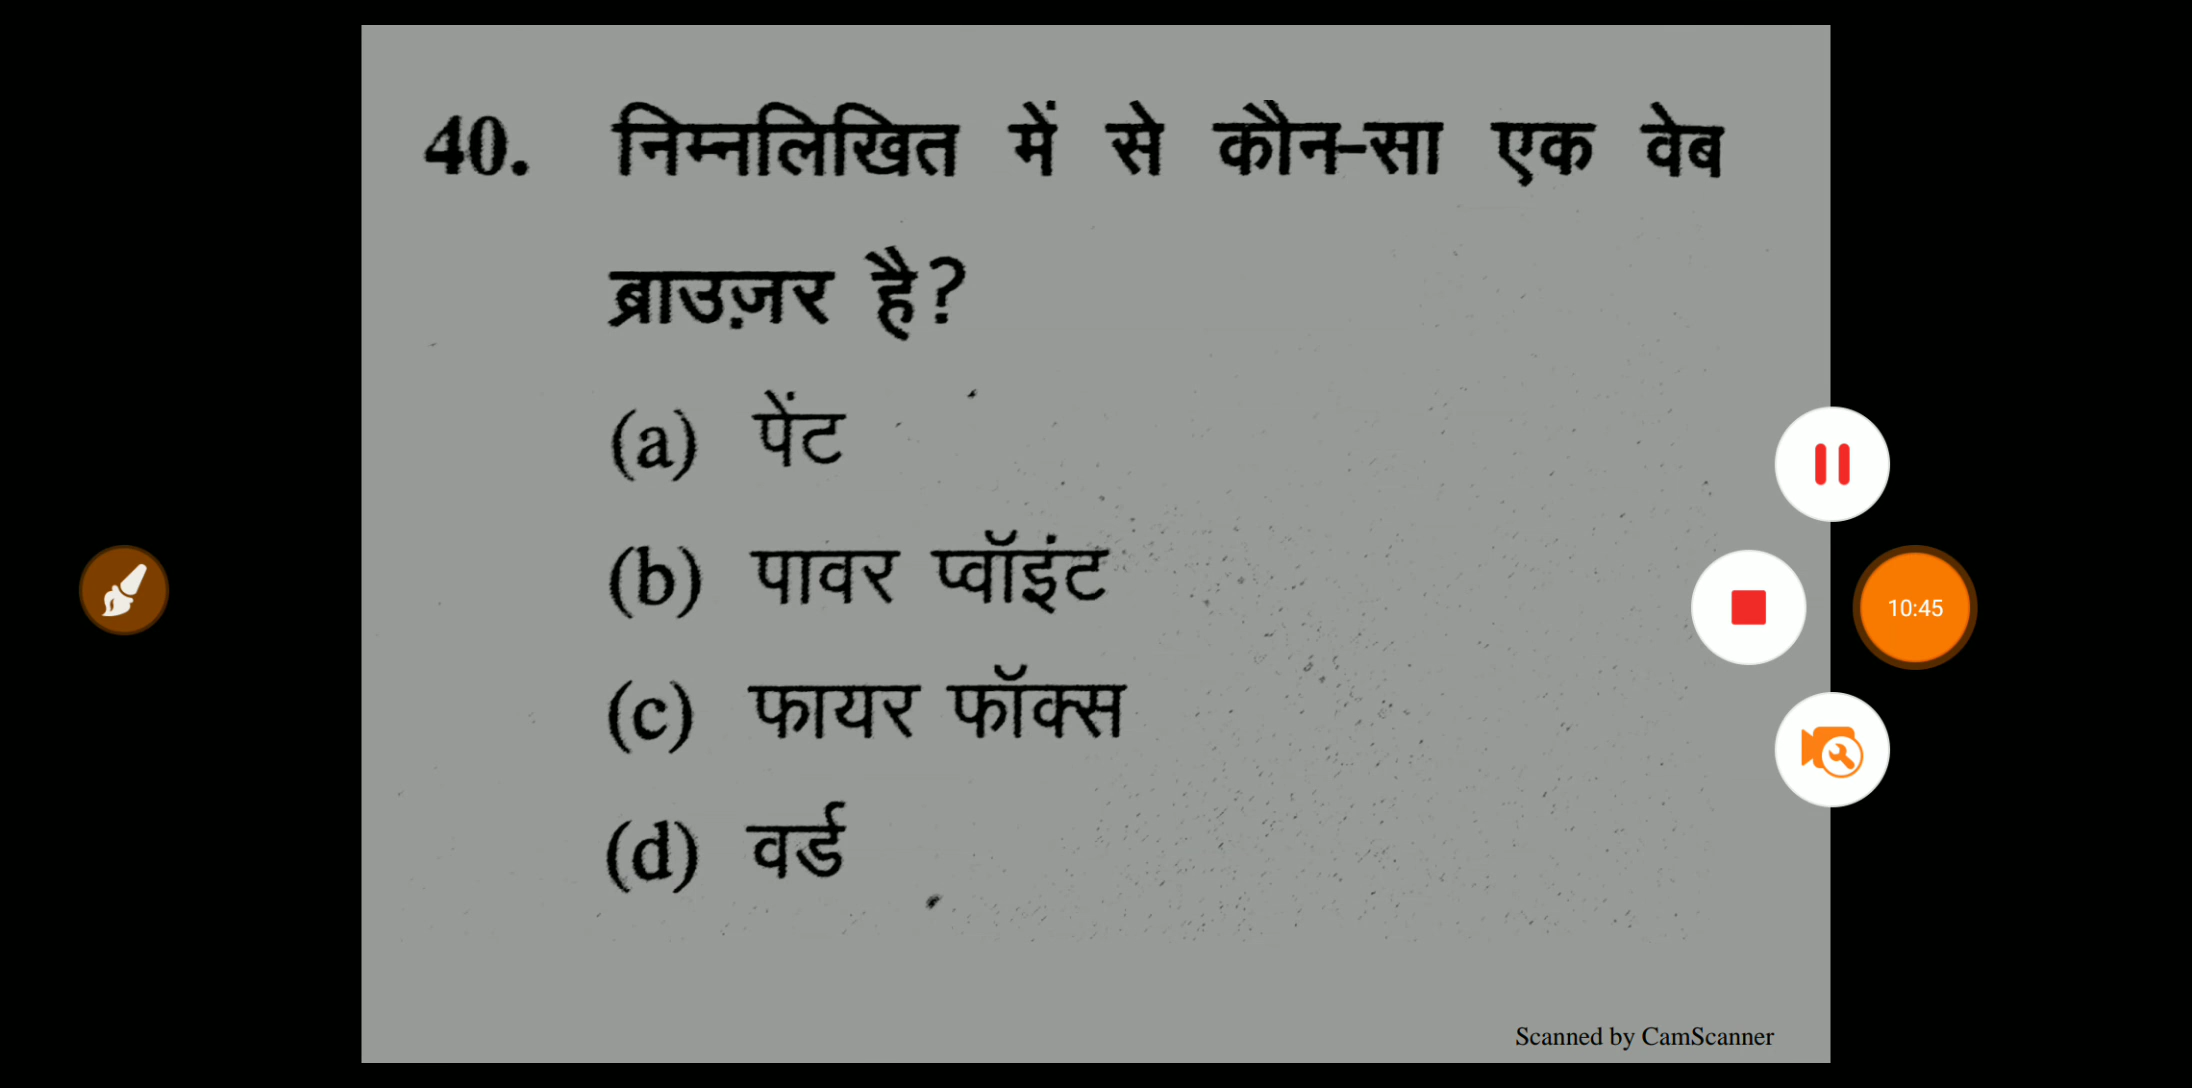 40. निम्नलिखित में से कौन-सा एक वेब
ब्राउज़र है?
(a) पेंट
(b) पावर प्वॉइंट
(c) फायर फॉक्स
(d) वर्ड
10:45
Scanned by CamScanner